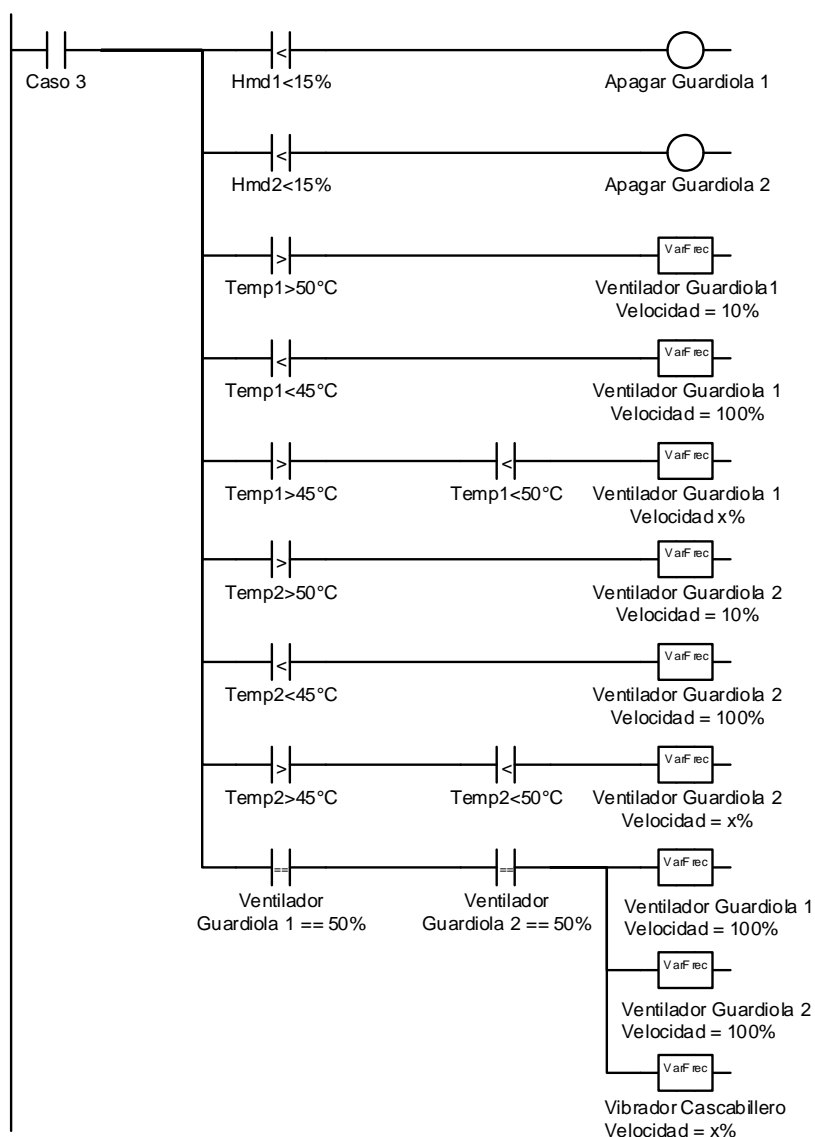 <
Caso 3
Hmd1<15%
Apagar Guardiola 1
<
Hmd2<15%
Apagar Guardiola 2
>
VarFrec
Temp1>50°C
Ventilador Guardiola1
Velocidad = 10%
<
VarFrec
Temp1<45°C
Ventilador Guardiola 1
Velocidad = 100%
>
<
VarFrec
Temp1>45°C
Temp1<50°C
Ventilador Guardiola 1
Velocidad x%
>
VarFrec
Temp2>50°C
Ventilador Guardiola 2
Velocidad = 10%
<
VarFrec
Temp2<45°C
Ventilador Guardiola 2
Velocidad = 100%
>
<
VarFrec
Temp2>45°C
Temp2<50°C
Ventilador Guardiola 2
Velocidad = x%
==
==
VarFrec
Ventilador
Guardiola 1 == 50%
Ventilador
Guardiola 2 == 50%
Ventilador Guardiola 1
Velocidad = 100%
VarFrec
Ventilador Guardiola 2
Velocidad = 100%
VarFrec
Vibrador Cascabillero
Velocidad = x%